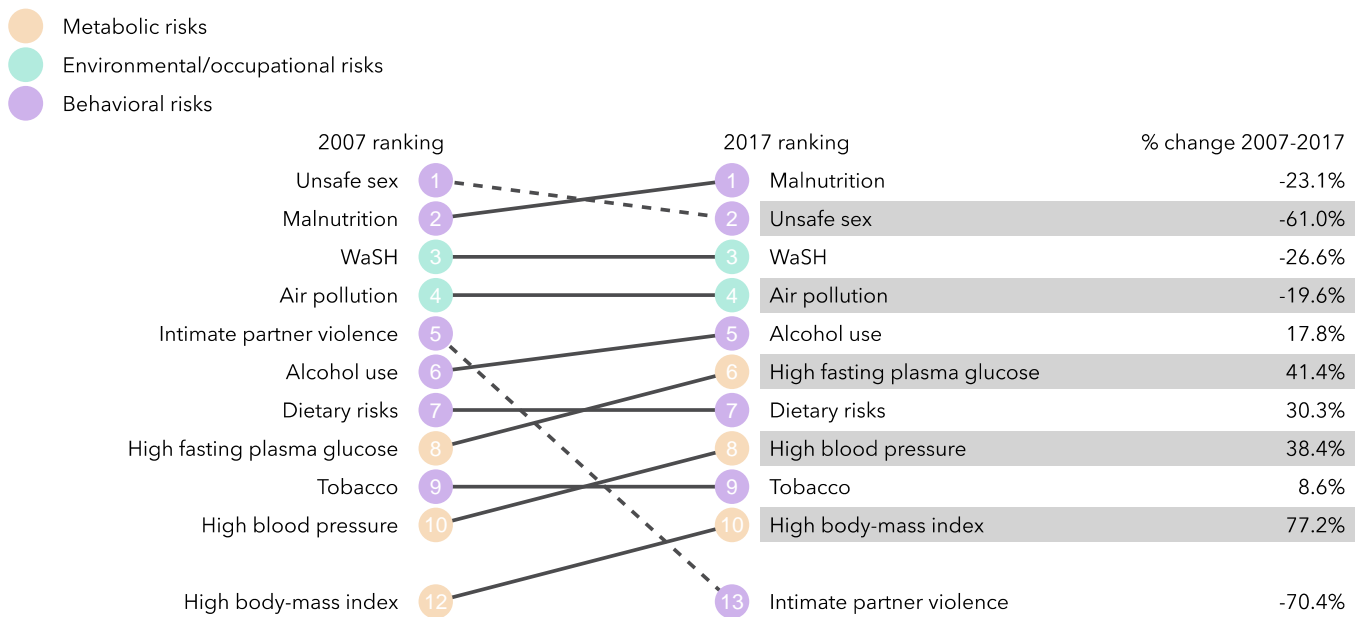 Metabolic risks
Environmental/occupational risks
Behavioral risks
2007 ranking 2017 ranking % change 2007-2017
Unsafe sex 1 1 Malnutrition -23.1%
Malnutrition 2 2 Unsafe sex -61.0%
WaSH 3 3 WaSH -26.6%
Air pollution 4 4 Air pollution -19.6%
Intimate partner violence 5 5 Alcohol use 17.8%
Alcohol use 6 6 High fasting plasma glucose 41.4%
Dietary risks 7 7 Dietary risks 30.3%
High fasting plasma glucose 8 8 High blood pressure 38.4%
Tobacco 9 9 Tobacco 8.6%
High blood pressure 10 10 High body-mass index 77.2%
High body-mass index 12 13 Intimate partner violence -70.4%